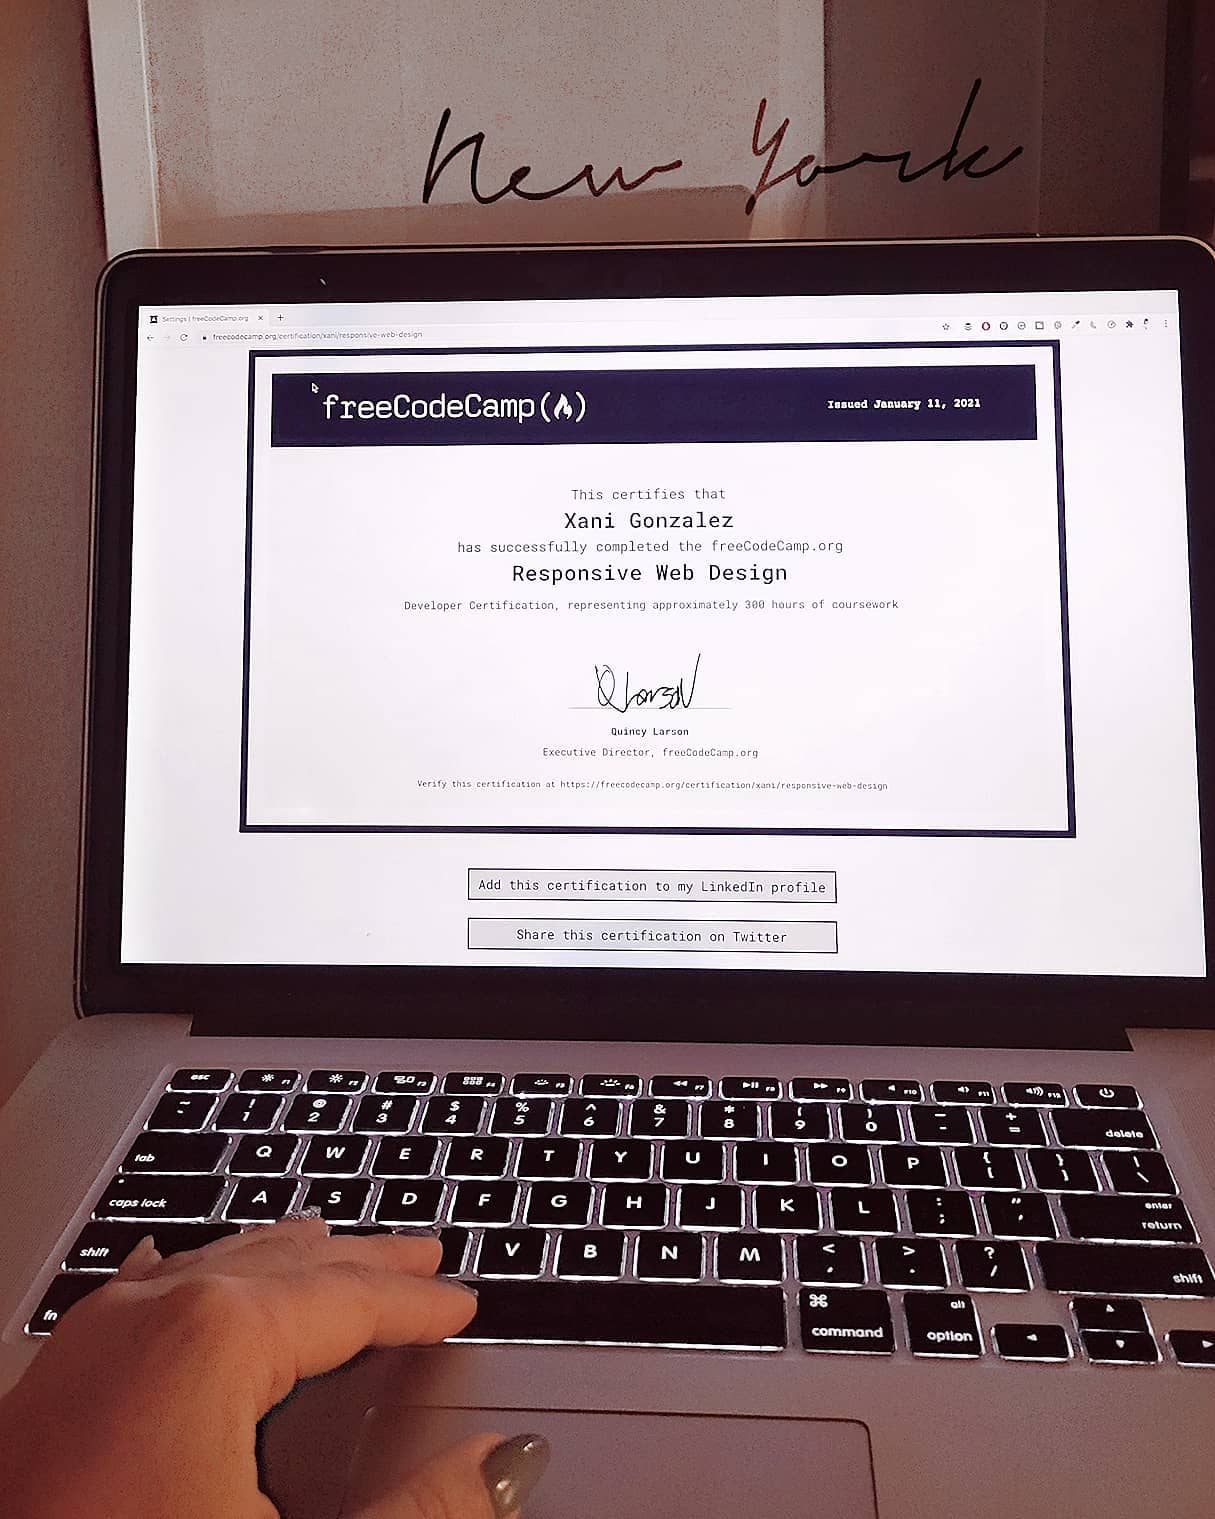 New York
Settings | freeCodeCamp.org
freecodecamp.org/certification/xani/responsive-web-design
freeCodeCamp(🔥)
Issued January 11, 2021
This certifies that
Xani Gonzalez
has successfully completed the freeCodeCamp.org
Responsive Web Design
Developer Certification, representing approximately 300 hours of coursework
QLarson
Quincy Larson
Executive Director, freeCodeCamp.org
Verify this certification at https://freecodecamp.org/certification/xani/responsive-web-design
Add this certification to my LinkedIn profile
Share this certification on Twitter
esc F1 F2 F3 F4 F5 F6 F7 F8 F9 F10 F11 F12
~ ! @ # $ % ^ & * ( ) _ +
1 2 3 4 5 6 7 8 9 0 - = delete
tab Q W E R T Y U I O P { [ } ] | \
caps lock A S D F G H J K L : ; " ' enter return
shift V B N M < , > . ? / shift
fn ⌘ command alt option